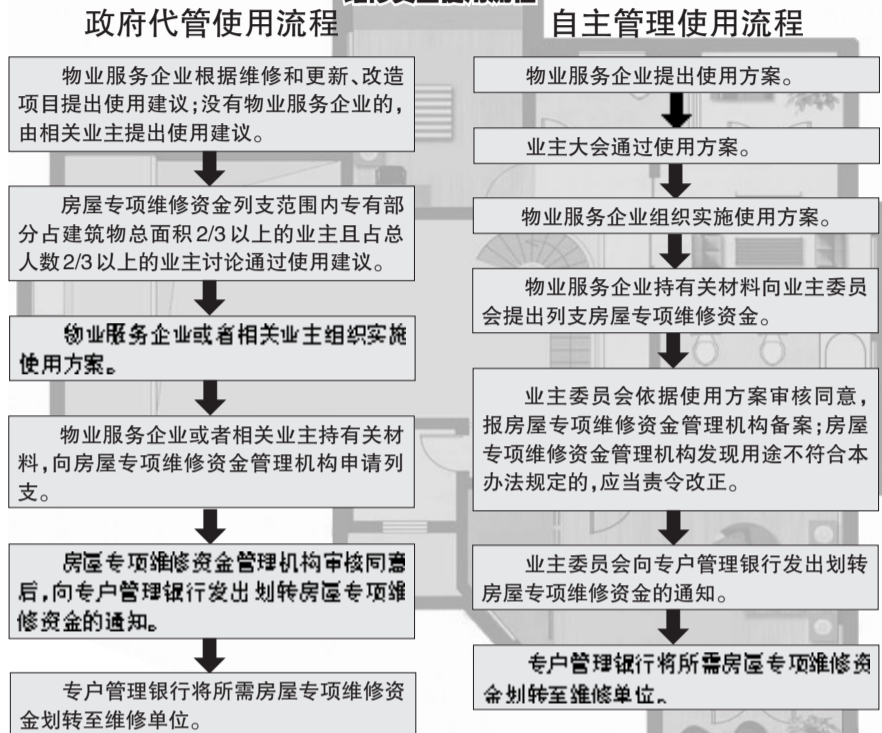 政府代管使用流程
物业服务企业根据维修和更新、改造
项目提出使用建议;没有物业服务企业的,
由相关业主提出使用建议。
房屋专项维修资金列支范围内专有部
分占建筑物总面积2/3以上的业主且占总
人数2/3以上的业主讨论通过使用建议。
物业服务企业或者相关业主组织实施
使用方案。
物业服务企业或者相关业主持有关材
料,向房屋专项维修资金管理机构申请列
支。
房屋专项维修资金管理机构审核同意
后,向专户管理银行发出划转房屋专项维
修资金的通知。
专户管理银行将所需房屋专项维修资
金划转至维修单位。
自主管理使用流程
物业服务企业提出使用方案。
业主大会通过使用方案。
物业服务企业组织实施使用方案。
物业服务企业持有关材料向业主委员
会提出列支房屋专项维修资金。
业主委员会依据使用方案审核同意,
报房屋专项维修资金管理机构备案;房屋
专项维修资金管理机构发现用途不符合本
办法规定的,应当责令改正。
业主委员会向专户管理银行发出划转
房屋专项维修资金的通知。
专户管理银行将所需房屋专项维修资
金划转至维修单位。